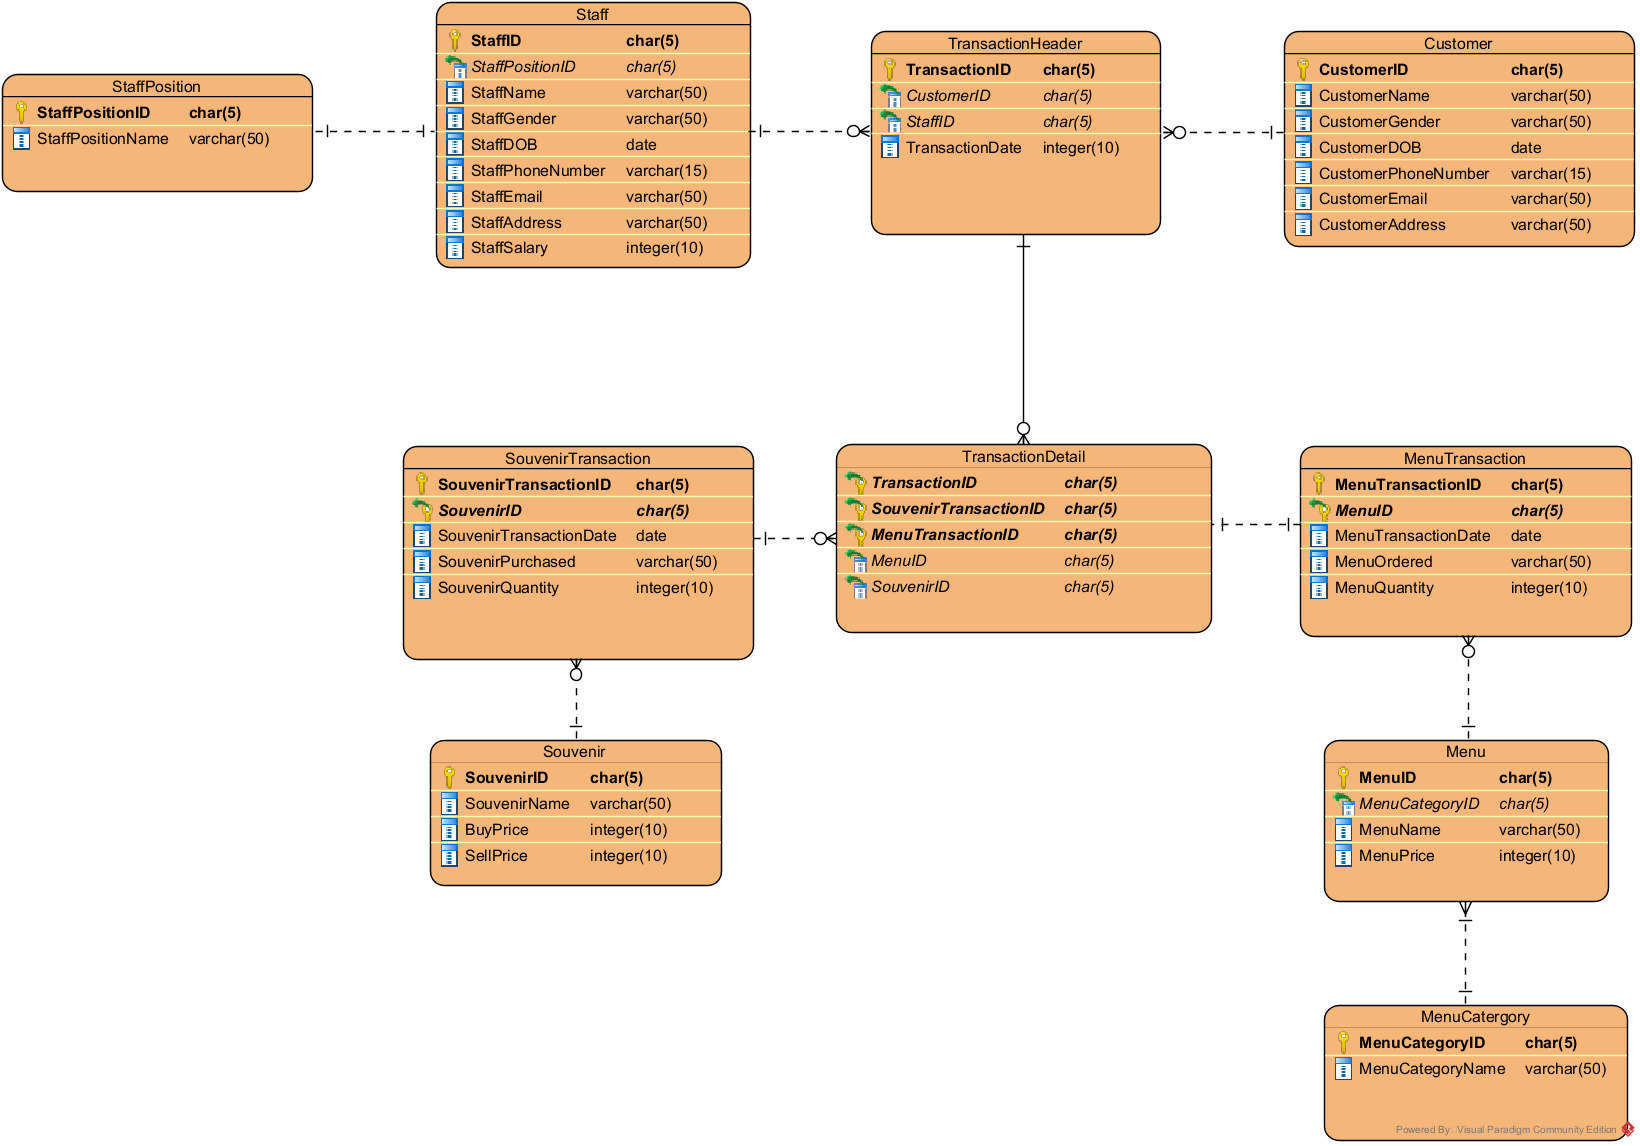 StaffPosition
StaffPositionID char(5)
StaffPositionName varchar(50)
Staff
StaffID char(5)
StaffPositionID char(5)
StaffName varchar(50)
StaffGender varchar(50)
StaffDOB date
StaffPhoneNumber varchar(15)
StaffEmail varchar(50)
StaffAddress varchar(50)
StaffSalary integer(10)
TransactionHeader
TransactionID char(5)
CustomerID char(5)
StaffID char(5)
TransactionDate integer(10)
Customer
CustomerID char(5)
CustomerName varchar(50)
CustomerGender varchar(50)
CustomerDOB date
CustomerPhoneNumber varchar(15)
CustomerEmail varchar(50)
CustomerAddress varchar(50)
SouvenirTransaction
SouvenirTransactionID char(5)
SouvenirID char(5)
SouvenirTransactionDate date
SouvenirPurchased varchar(50)
SouvenirQuantity integer(10)
TransactionDetail
TransactionID char(5)
SouvenirTransactionID char(5)
MenuTransactionID char(5)
MenuID char(5)
SouvenirID char(5)
MenuTransaction
MenuTransactionID char(5)
MenuID char(5)
MenuTransactionDate date
MenuOrdered varchar(50)
MenuQuantity integer(10)
Souvenir
SouvenirID char(5)
SouvenirName varchar(50)
BuyPrice integer(10)
SellPrice integer(10)
Menu
MenuID char(5)
MenuCategoryID char(5)
MenuName varchar(50)
MenuPrice integer(10)
MenuCatergory
MenuCategoryID char(5)
MenuCategoryName varchar(50)
Powered By Visual Paradigm Community Edition